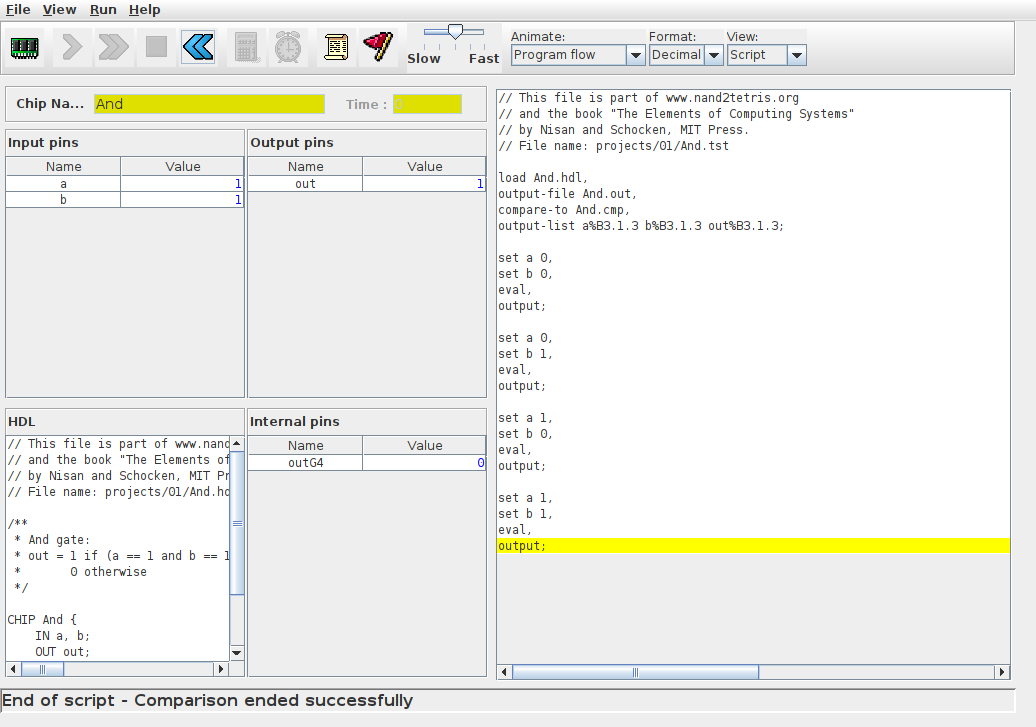 File View Run Help
Animate: Format: View:
Slow Fast Program flow Decimal Script
Chip Na... And Time : 0
Input pins
Name Value
a 1
b 1
Output pins
Name Value
out 1
HDL
// This file is part of www.nand
// and the book "The Elements of
// by Nisan and Schocken, MIT Pr
// File name: projects/01/And.hd
/**
* And gate:
* out = 1 if (a == 1 and b == 1
* 0 otherwise
*/
CHIP And {
IN a, b;
OUT out;
Internal pins
Name Value
outG4 0
// This file is part of www.nand2tetris.org
// and the book "The Elements of Computing Systems"
// by Nisan and Schocken, MIT Press.
// File name: projects/01/And.tst
load And.hdl,
output-file And.out,
compare-to And.cmp,
output-list a%B3.1.3 b%B3.1.3 out%B3.1.3;
set a 0,
set b 0,
eval,
output;
set a 0,
set b 1,
eval,
output;
set a 1,
set b 0,
eval,
output;
set a 1,
set b 1,
eval,
output;
End of script - Comparison ended successfully